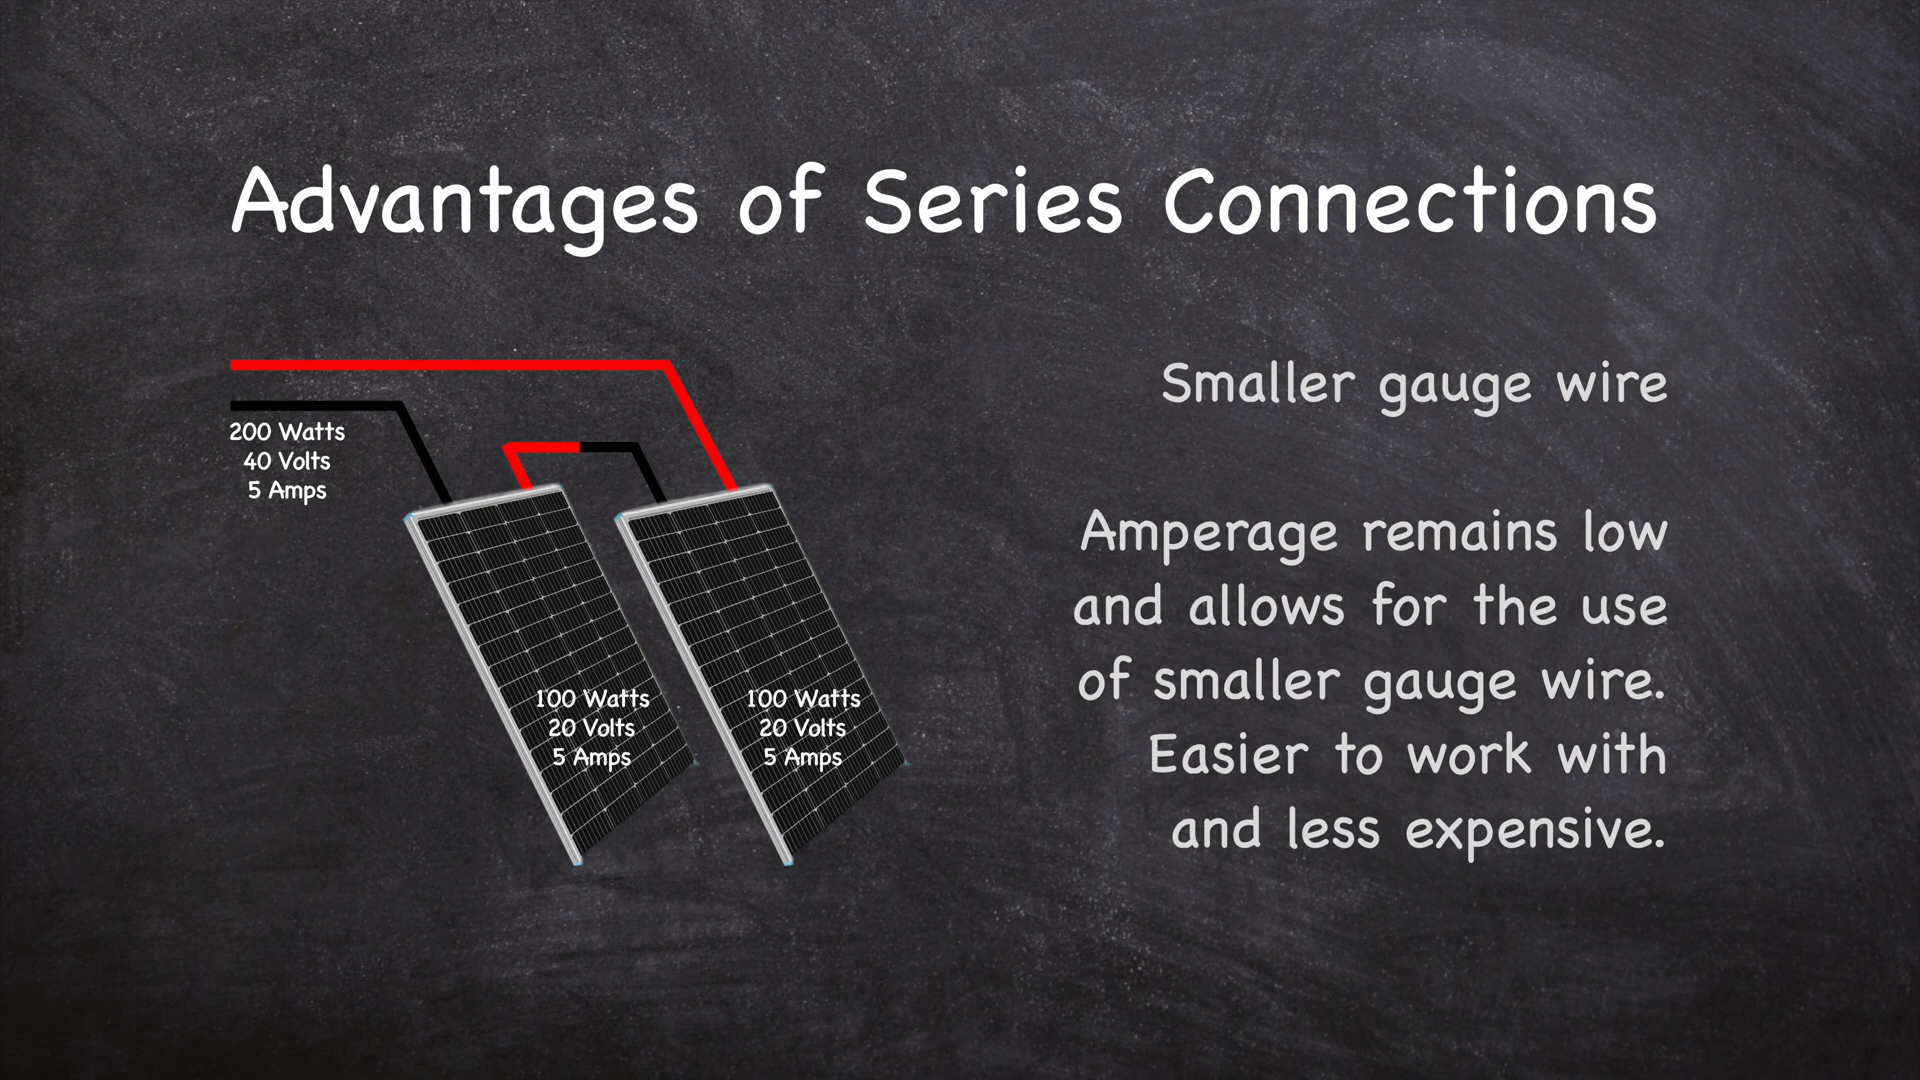 Advantages of Series Connections
200 Watts
40 Volts
5 Amps
100 Watts
20 Volts
5 Amps
100 Watts
20 Volts
5 Amps
Smaller gauge wire
Amperage remains low
and allows for the use
of smaller gauge wire.
Easier to work with
and less expensive.